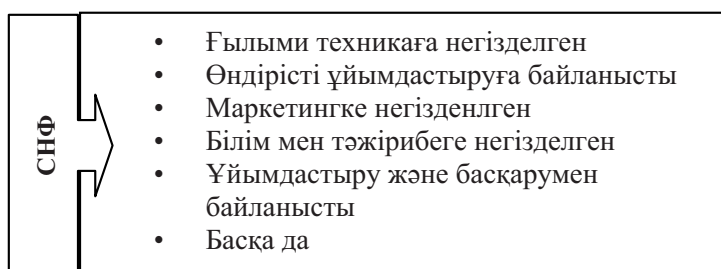 СНФ
• Ғылыми техникаға негізделген
• Өндірісті ұйымдастыруға байланысты
• Маркетингке негізденлген
• Білім мен тәжірибеге негізделген
• Ұйымдастыру және басқарумен
байланысты
• Басқа да